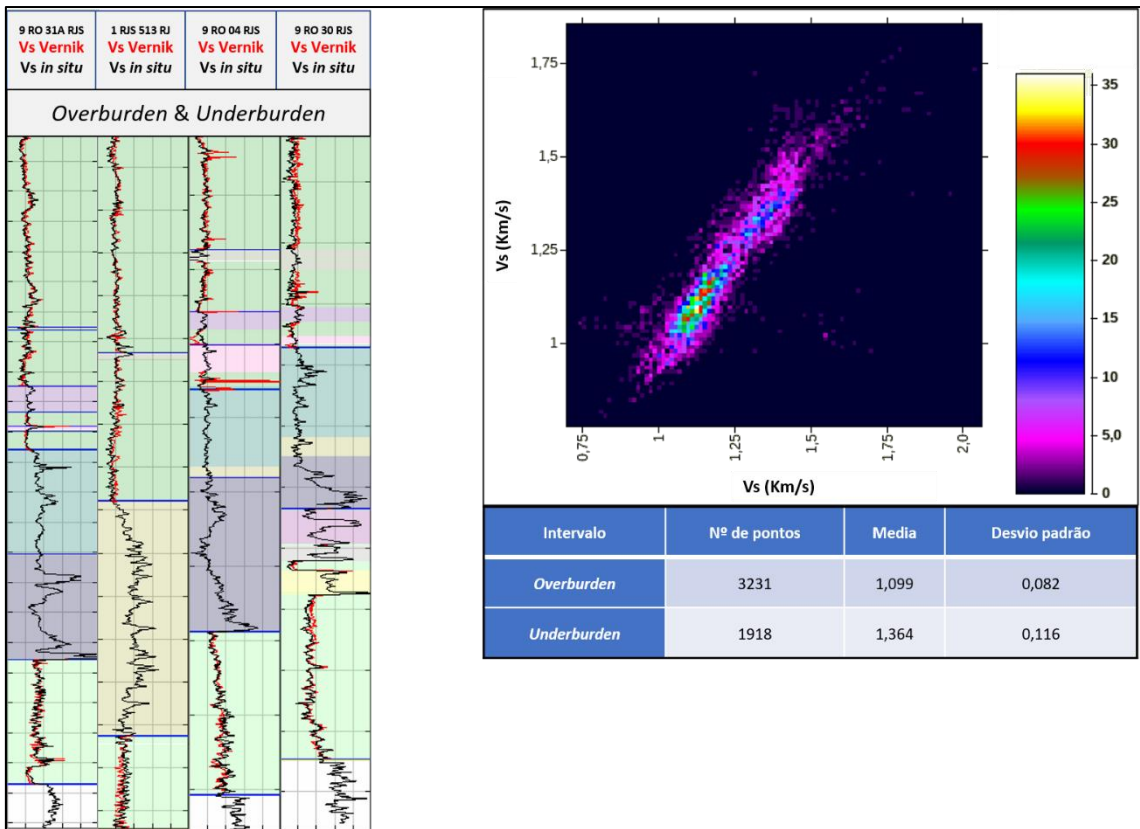 9 RO 31A RJS
Vs Vernik
Vs in situ
1 RJS 513 RJ
Vs Vernik
Vs in situ
9 RO 04 RJS
Vs Vernik
Vs in situ
9 RO 30 RJS
Vs Vernik
Vs in situ
Overburden & Underburden
1,75
1,5
1,25
1
Vs (Km/s)
0,75
1
1,25
1,5
1,75
2,0
Vs (Km/s)
35
30
25
20
15
10
5,0
0
Intervalo Nº de pontos Media Desvio padrão
Overburden 3231 1,099 0,082
Underburden 1918 1,364 0,116